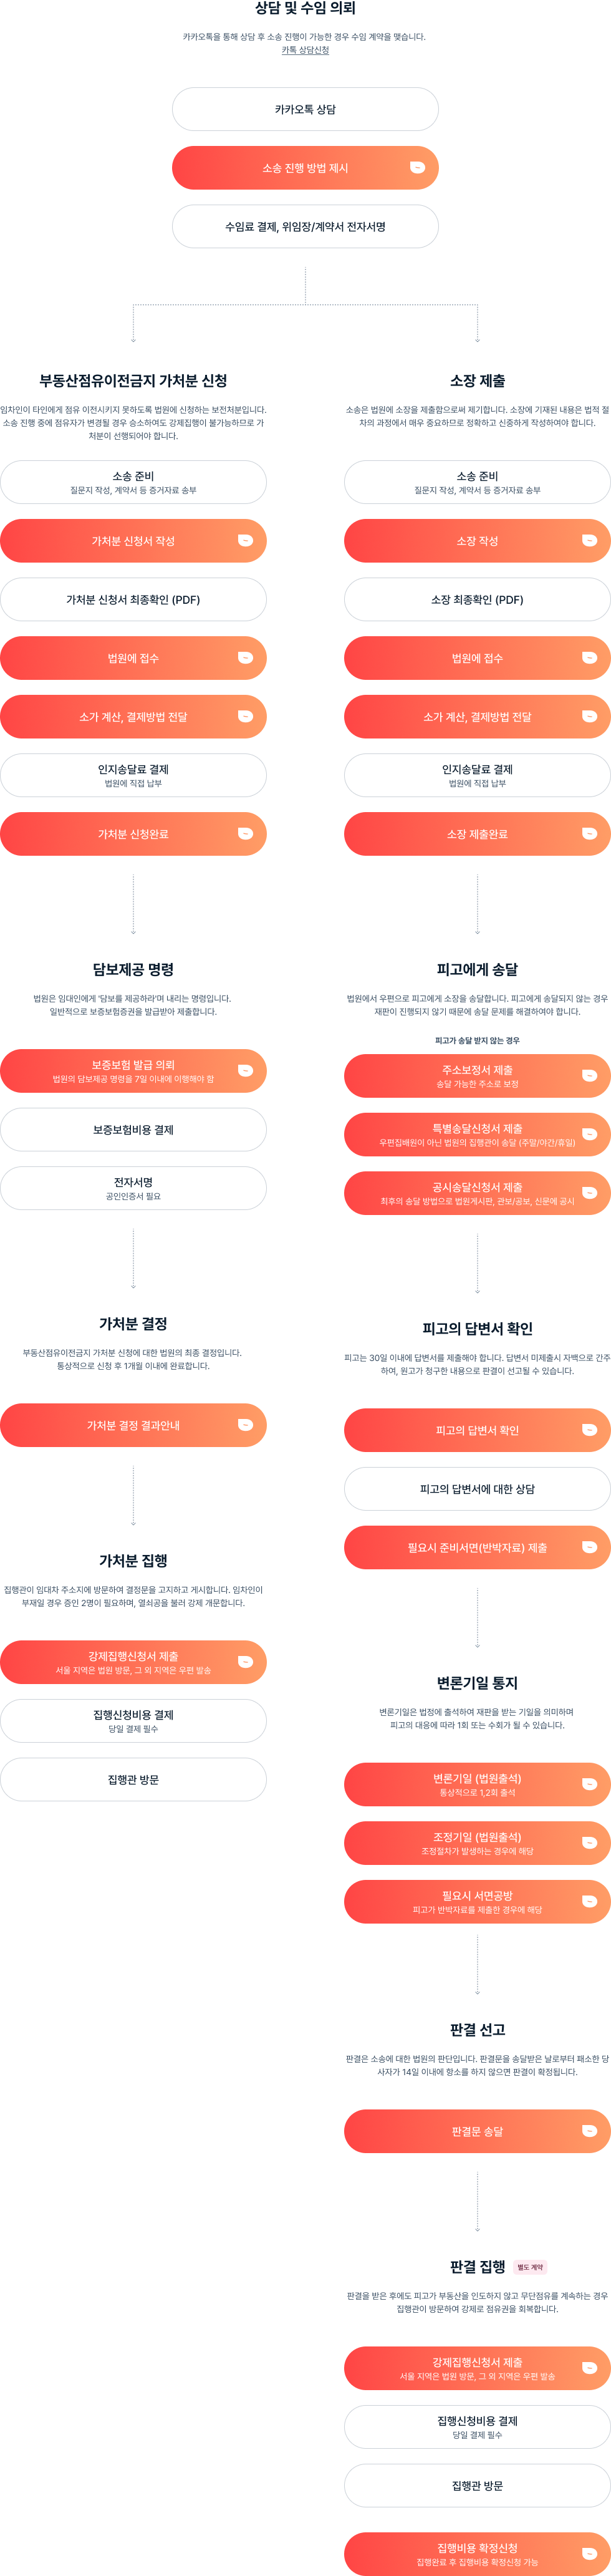 상담 및 수임 의뢰
카카오톡을 통해 상담 후 소송 진행이 가능한 경우 수임 계약을 맺습니다.
카톡 상담신청
카카오톡 상담
소송 진행 방법 제시
수임료 결제, 위임장/계약서 전자서명
부동산점유이전금지 가처분 신청
임차인이 타인에게 점유 이전시키지 못하도록 법원에 신청하는 보전처분입니다.
소송 진행 중에 점유자가 변경될 경우 승소하여도 강제집행이 불가능하므로 가
처분이 선행되어야 합니다.
소송 준비
질문지 작성, 계약서 등 증거자료 송부
가처분 신청서 작성
가처분 신청서 최종확인 (PDF)
법원에 접수
소가 계산, 결제방법 전달
인지송달료 결제
법원에 직접 납부
가처분 신청완료
담보제공 명령
법원은 임대인에게 '담보를 제공하라'며 내리는 명령입니다.
일반적으로 보증보험증권을 발급받아 제출합니다.
보증보험 발급 의뢰
법원의 담보제공 명령을 7일 이내에 이행해야 함
보증보험비용 결제
전자서명
공인인증서 필요
가처분 결정
부동산점유이전금지 가처분 신청에 대한 법원의 최종 결정입니다.
통상적으로 신청 후 1개월 이내에 완료합니다.
가처분 결정 결과안내
가처분 집행
집행관이 임대차 주소지에 방문하여 결정문을 고지하고 게시합니다. 임차인이
부재일 경우 증인 2명이 필요하며, 열쇠공을 불러 강제 개문합니다.
강제집행신청서 제출
서울 지역은 법원 방문, 그 외 지역은 우편 발송
집행신청비용 결제
당일 결제 필수
집행관 방문
소장 제출
소송은 법원에 소장을 제출함으로써 제기합니다. 소장에 기재된 내용은 법적 절
차의 과정에서 매우 중요하므로 정확하고 신중하게 작성하여야 합니다.
소송 준비
질문지 작성, 계약서 등 증거자료 송부
소장 작성
소장 최종확인 (PDF)
법원에 접수
소가 계산, 결제방법 전달
인지송달료 결제
법원에 직접 납부
소장 제출완료
피고에게 송달
법원에서 우편으로 피고에게 소장을 송달합니다. 피고에게 송달되지 않는 경우
재판이 진행되지 않기 때문에 송달 문제를 해결하여야 합니다.
피고가 송달 받지 않는 경우
주소보정서 제출
송달 가능한 주소로 보정
특별송달신청서 제출
우편집배원이 아닌 법원의 집행관이 송달 (주말/야간/휴일)
공시송달신청서 제출
최후의 송달 방법으로 법원게시판, 관보/공보, 신문에 공시
피고의 답변서 확인
피고는 30일 이내에 답변서를 제출해야 합니다. 답변서 미제출시 자백으로 간주
하여, 원고가 청구한 내용으로 판결이 선고될 수 있습니다.
피고의 답변서 확인
피고의 답변서에 대한 상담
필요시 준비서면(반박자료) 제출
변론기일 통지
변론기일은 법정에 출석하여 재판을 받는 기일을 의미하며
피고의 대응에 따라 1회 또는 수회가 될 수 있습니다.
변론기일 (법원출석)
통상적으로 1,2회 출석
조정기일 (법원출석)
조정절차가 발생하는 경우에 해당
필요시 서면공방
피고가 반박자료를 제출한 경우에 해당
판결 선고
판결은 소송에 대한 법원의 판단입니다. 판결문을 송달받은 날로부터 패소한 당
사자가 14일 이내에 항소를 하지 않으면 판결이 확정됩니다.
판결문 송달
판결 집행 별도 계약
판결을 받은 후에도 피고가 부동산을 인도하지 않고 무단점유를 계속하는 경우
집행관이 방문하여 강제로 점유권을 회복합니다.
강제집행신청서 제출
서울 지역은 법원 방문, 그 외 지역은 우편 발송
집행신청비용 결제
당일 결제 필수
집행관 방문
집행비용 확정신청
집행완료 후 집행비용 확정신청 가능